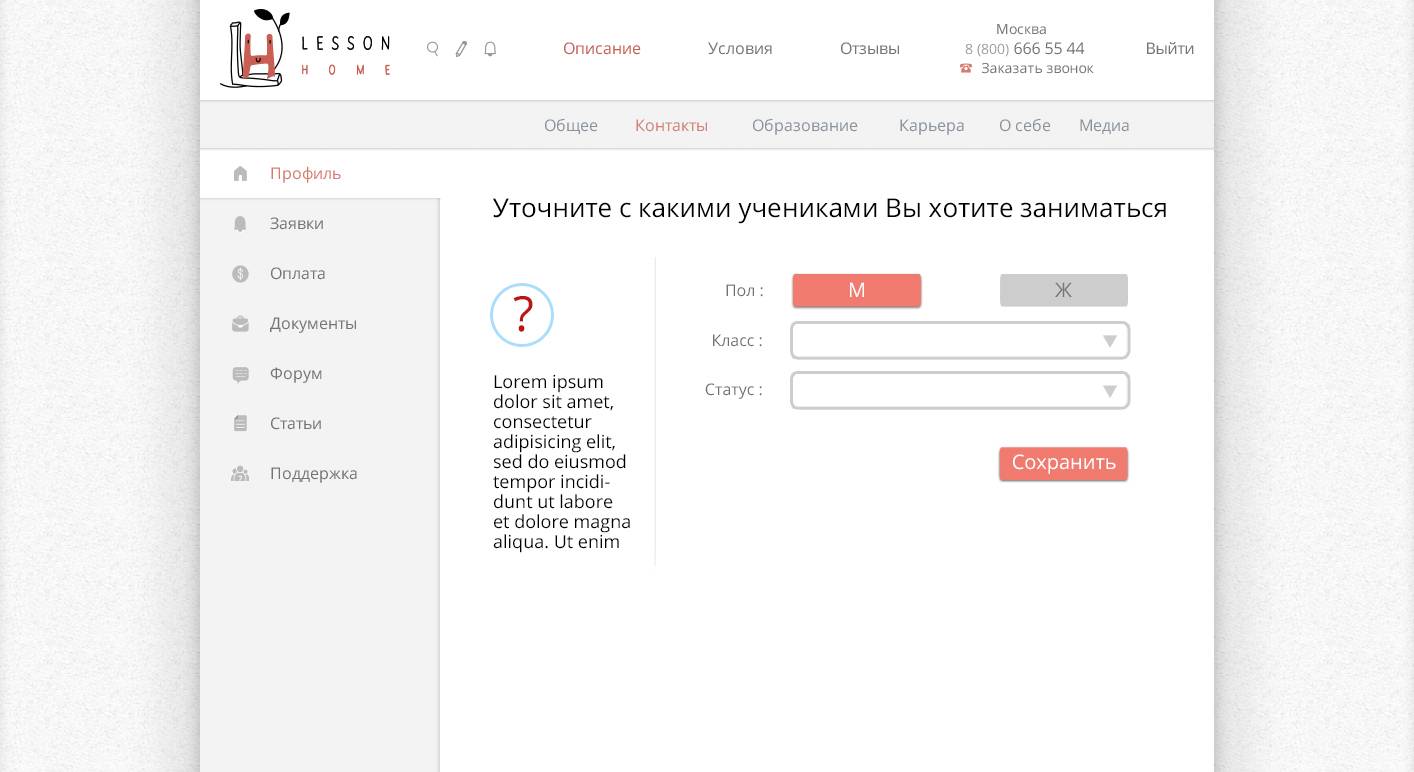 LESSON
HOME
Описание
Условия
Отзывы
Москва
8 (800) 666 55 44
Заказать звонок
Выйти
Общее
Контакты
Образование
Карьера
О себе
Медиа
Профиль
Заявки
Оплата
Документы
Форум
Статьи
Поддержка
Уточните с какими учениками Вы хотите заниматься
?
Lorem ipsum
dolor sit amet,
consectetur
adipisicing elit,
sed do eiusmod
tempor incidi-
dunt ut labore
et dolore magna
aliqua. Ut enim
Пол :
М
Ж
Класс :
Статус :
Сохранить